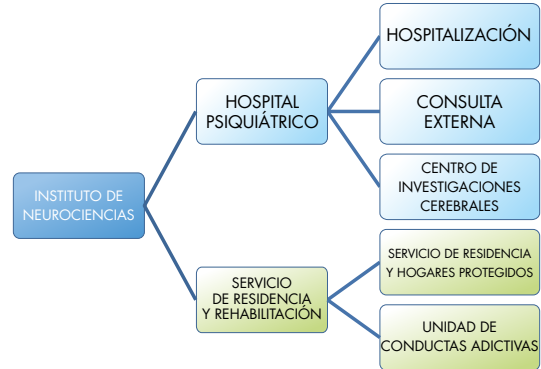 INSTITUTO DE
NEUROCIENCIAS
HOSPITAL
PSIQUIÁTRICO
HOSPITALIZACIÓN
CONSULTA
EXTERNA
CENTRO DE
INVESTIGACIONES
CEREBRALES
SERVICIO
DE RESIDENCIA
Y REHABILITACIÓN
SERVICIO DE RESIDENCIA
Y HOGARES PROTEGIDOS
UNIDAD DE
CONDUCTAS ADICTIVAS